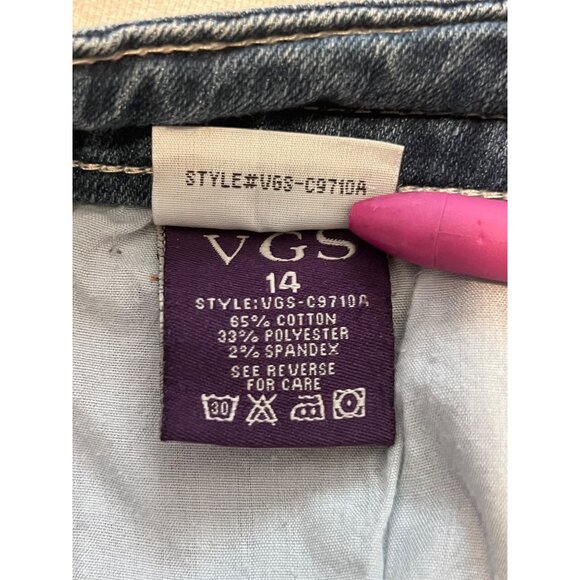 STYLE#VGS-C9710A
VGS
14
STYLE:VGS-C9710A
65% COTTON
33% POLYESTER
2% SPANDEX
SEE REVERSE
FOR CARE
30